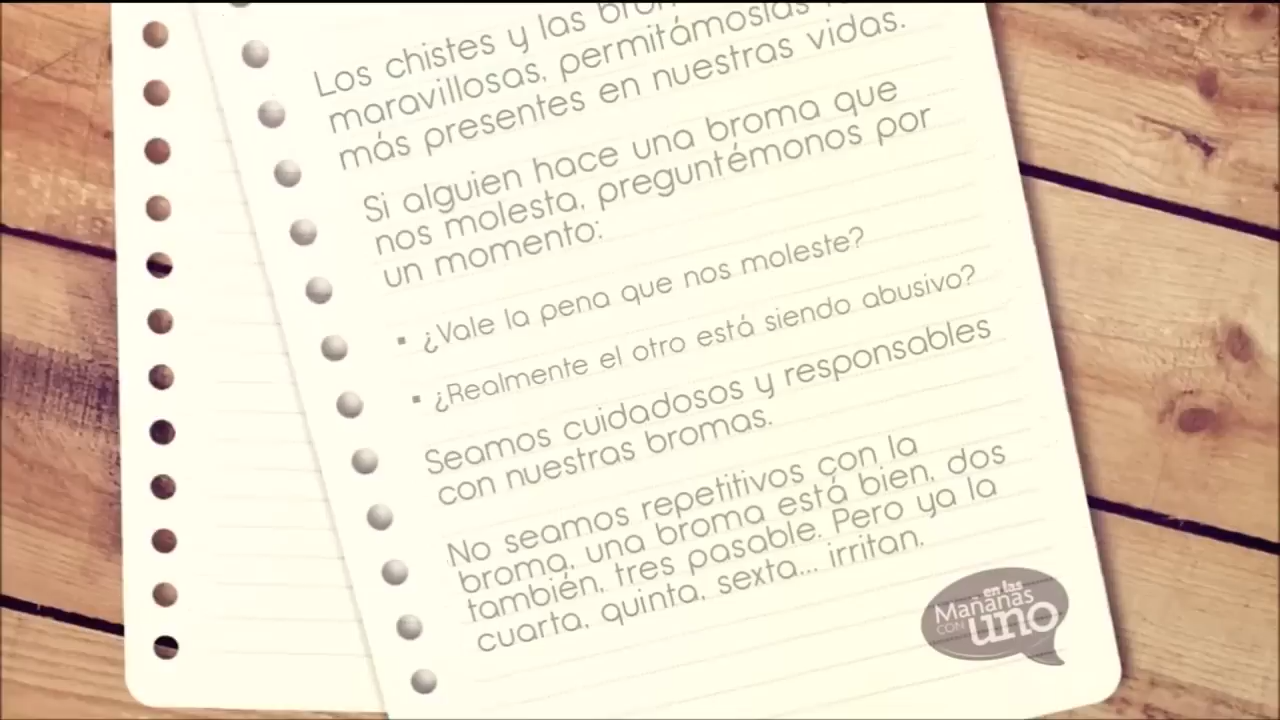 Los chistes y las
maravillosas, permitámoslas
más presentes en nuestras vidas.
Si alguien hace una broma que
nos molesta, preguntémonos por
un momento:
▪ ¿Vale la pena que nos moleste?
▪ ¿Realmente el otro está siendo abusivo?
Seamos cuidadosos y responsables
con nuestras bromas.
No seamos repetitivos con la
broma, una broma está bien, dos
también, tres pasable. Pero ya la
cuarta, quinta, sexta... irritan.
en las
Mañanas
CON uno